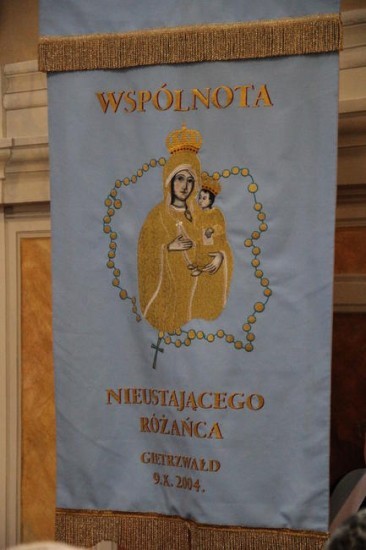 WSPÓLNOTA
NIEUSTAJĄCEGO
RÓŻAŃCA
GIETRZWAŁD
9.X.2004.